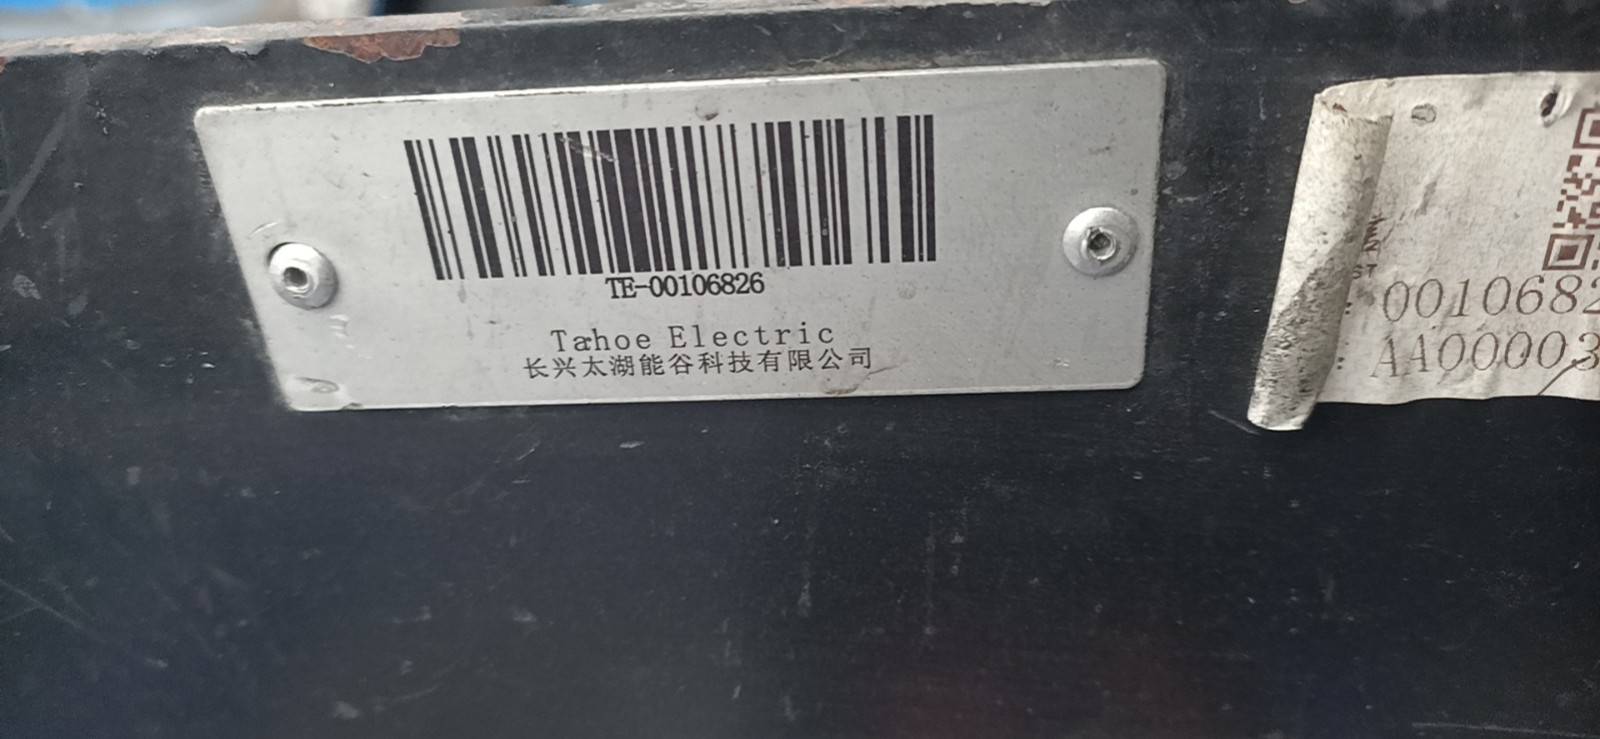 TE-00106826
Tahoe Electric
长兴太湖能谷科技有限公司
0010682
AA00003